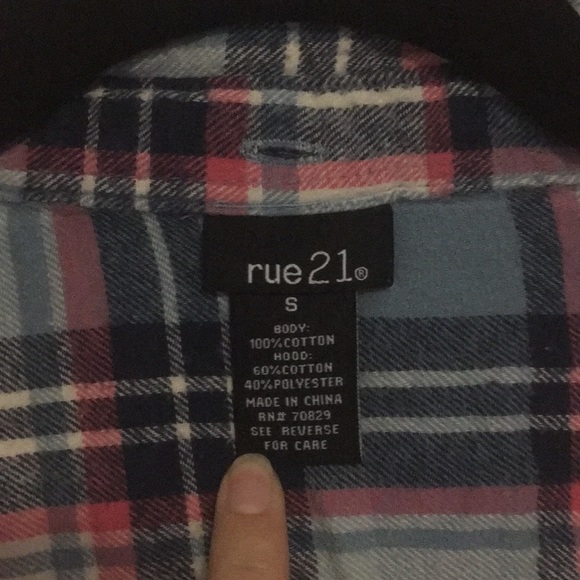 rue21®
S
BODY:
100%COTTON
HOOD:
60%COTTON
40%POLYESTER
MADE IN CHINA
RN# 70829
SEE REVERSE
FOR CARE